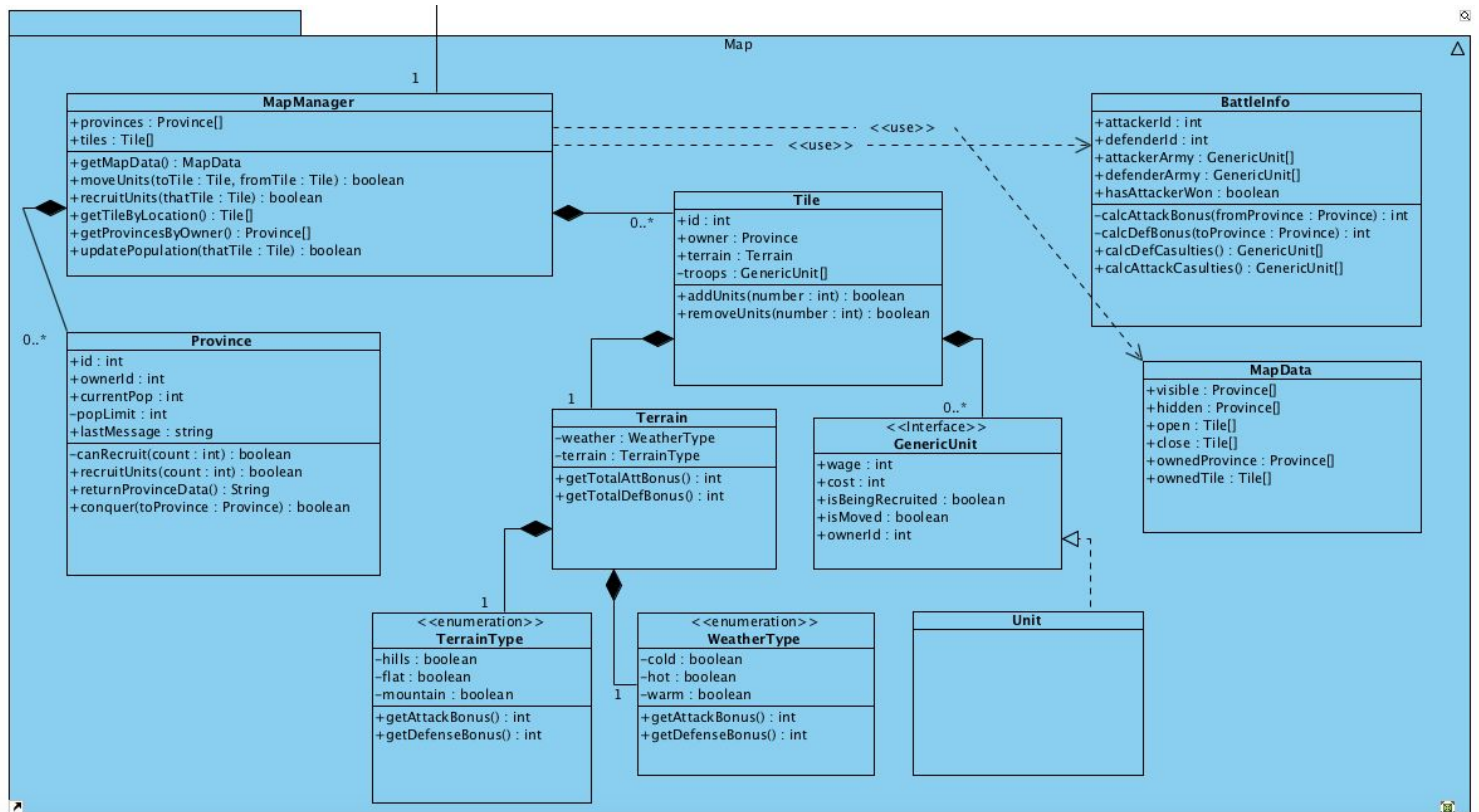 Map
1
MapManager
+provinces : Province[]
+tiles : Tile[]
+getMapData() : MapData
+moveUnits(toTile : Tile, fromTile : Tile) : boolean
+recruitUnits(thatTile : Tile) : boolean
+getTileByLocation() : Tile[]
+getProvincesByOwner() : Province[]
+updatePopulation(thatTile : Tile) : boolean
<<use>>
<<use>>
BattleInfo
+attackerId : int
+defenderId : int
+attackerArmy : GenericUnit[]
+defenderArmy : GenericUnit[]
+hasAttackerWon : boolean
-calcAttackBonus(fromProvince : Province) : int
-calcDefBonus(toProvince : Province) : int
+calcDefCasulties() : GenericUnit[]
+calcAttackCasulties() : GenericUnit[]
0..*
Tile
+id : int
+owner : Province
+terrain : Terrain
-troops : GenericUnit[]
+addUnits(number : int) : boolean
+removeUnits(number : int) : boolean
0..*
Province
+id : int
+ownerId : int
+currentPop : int
-popLimit : int
+lastMessage : string
-canRecruit(count : int) : boolean
+recruitUnits(count : int) : boolean
+returnProvinceData() : String
+conquer(toProvince : Province) : boolean
1
Terrain
-weather : WeatherType
-terrain : TerrainType
+getTotalAttBonus() : int
+getTotalDefBonus() : int
0..*
<<Interface>>
GenericUnit
+wage : int
+cost : int
+isBeingRecruited : boolean
+isMoved : boolean
+ownerId : int
MapData
+visible : Province[]
+hidden : Province[]
+open : Tile[]
+close : Tile[]
+ownedProvince : Province[]
+ownedTile : Tile[]
1
<<enumeration>>
TerrainType
-hills : boolean
-flat : boolean
-mountain : boolean
+getAttackBonus() : int
+getDefenseBonus() : int
1
<<enumeration>>
WeatherType
-cold : boolean
-hot : boolean
-warm : boolean
+getAttackBonus() : int
+getDefenseBonus() : int
Unit